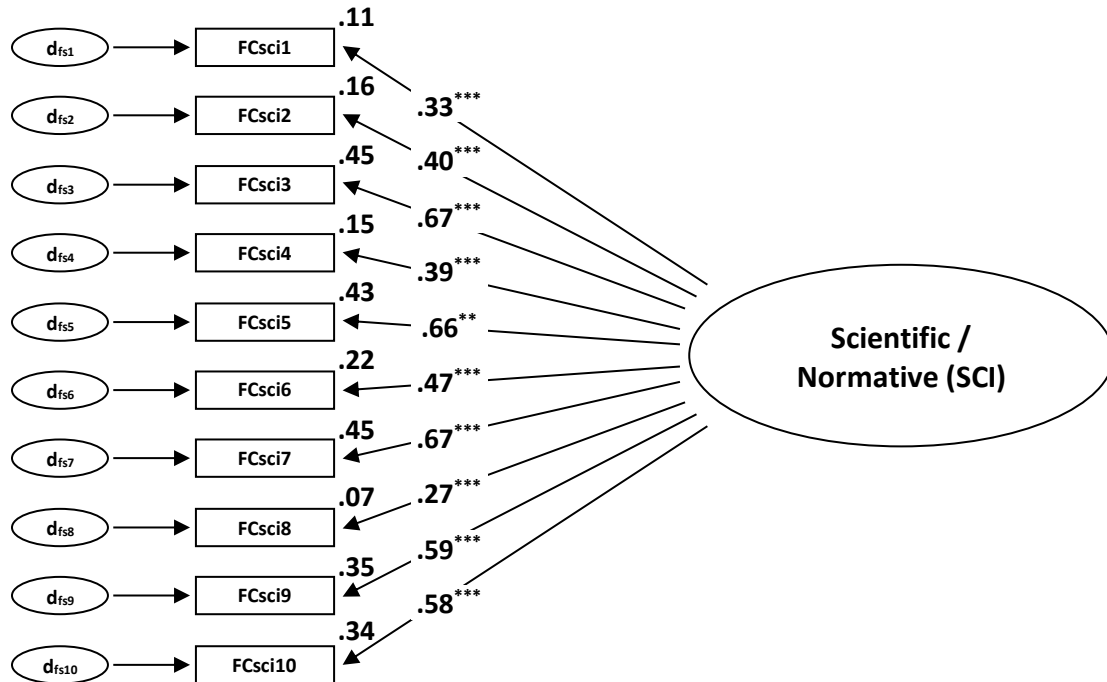 .11
dfs1
FCsci1
.33***
.16
dfs2
FCsci2
.40***
.45
dfs3
FCsci3
.67***
.15
dfs4
FCsci4
.39***
.43
dfs5
FCsci5
.66**
Scientific /
Normative (SCI)
.22
dfs6
FCsci6
.47***
.45
dfs7
FCsci7
.67***
.07
dfs8
FCsci8
.27***
.35
dfs9
FCsci9
.59***
.34
dfs10
FCsci10
.58***